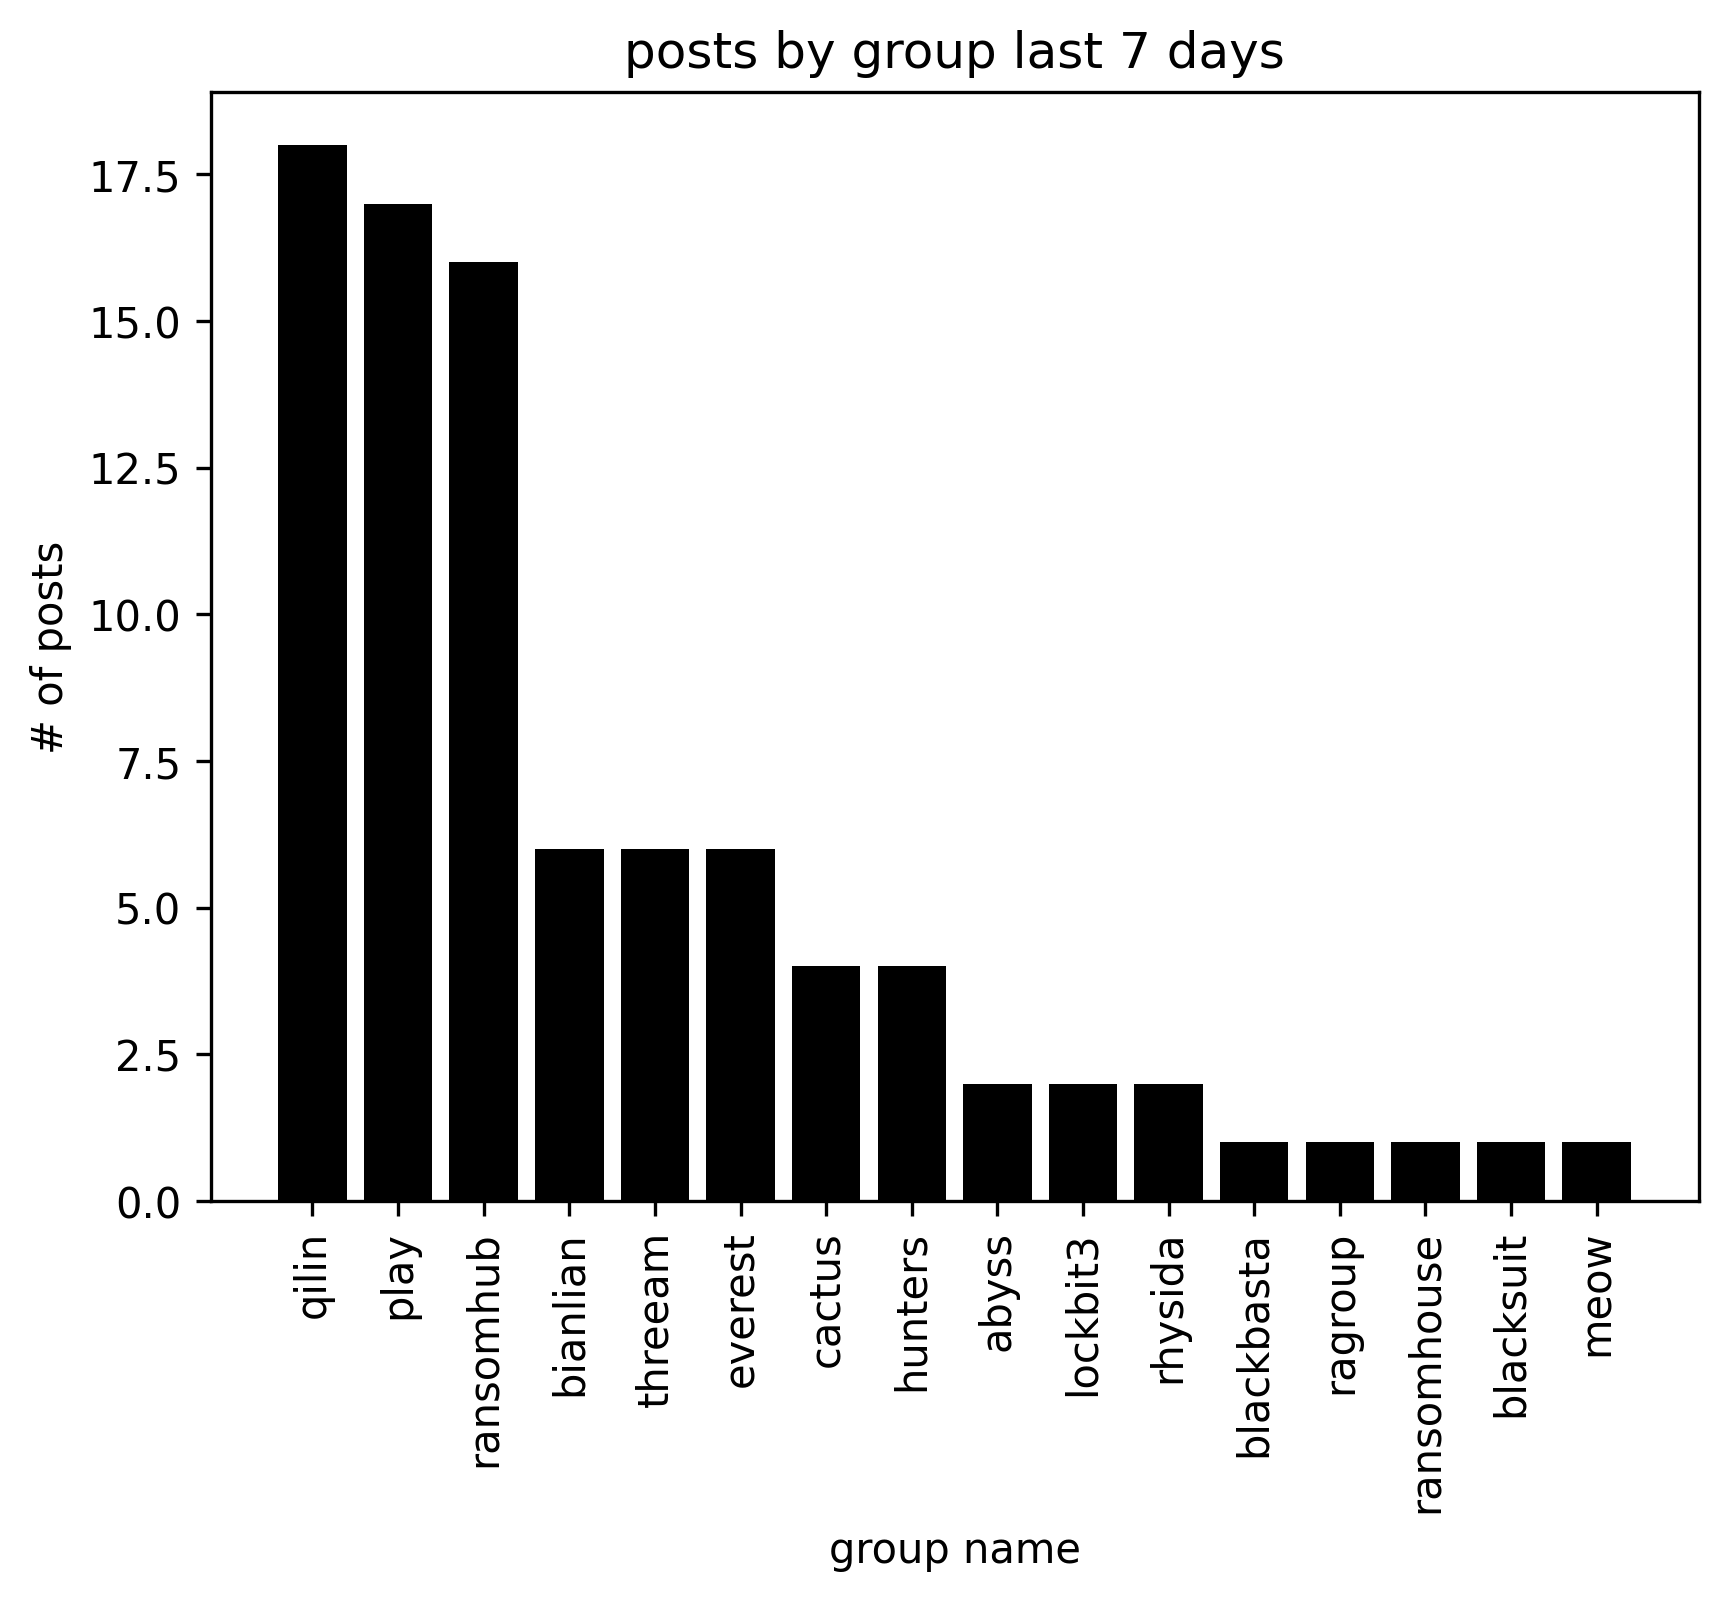 posts by group last 7 days
# of posts
17.5
15.0
12.5
10.0
7.5
5.0
2.5
0.0
qilin
play
ransomhub
bianlian
threeam
everest
cactus
hunters
abyss
lockbit3
rhysida
blackbasta
ragroup
ransomhouse
blacksuit
meow
group name